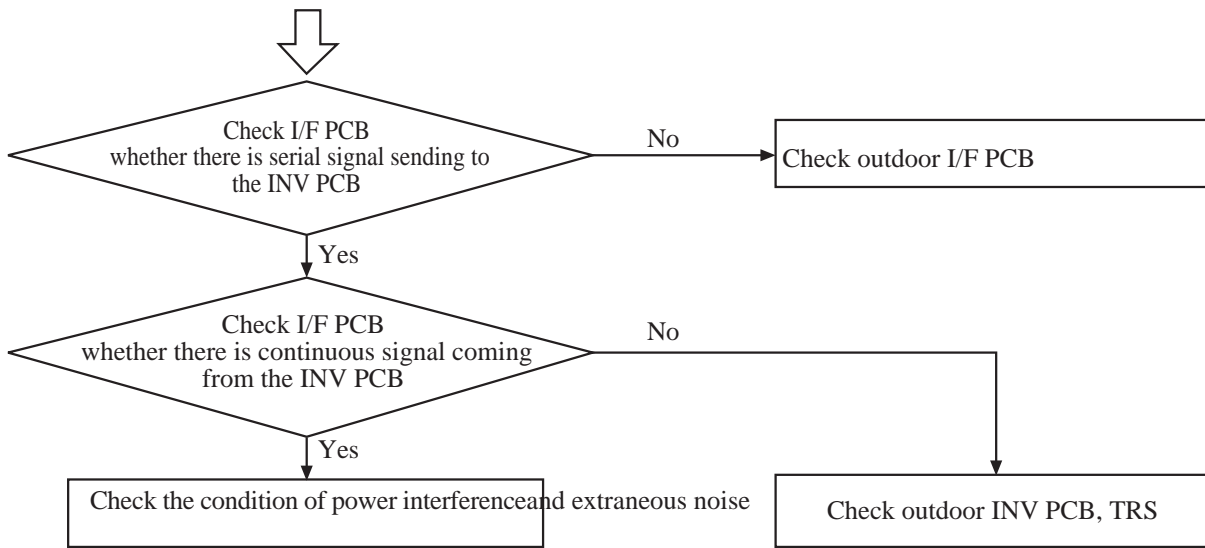 Check I/F PCB
whether there is serial signal sending to
the INV PCB
No
Check outdoor I/F PCB
Yes
Check I/F PCB
whether there is continuous signal coming
from the INV PCB
No
Yes
Check the condition of power interferenceand extraneous noise
Check outdoor INV PCB, TRS